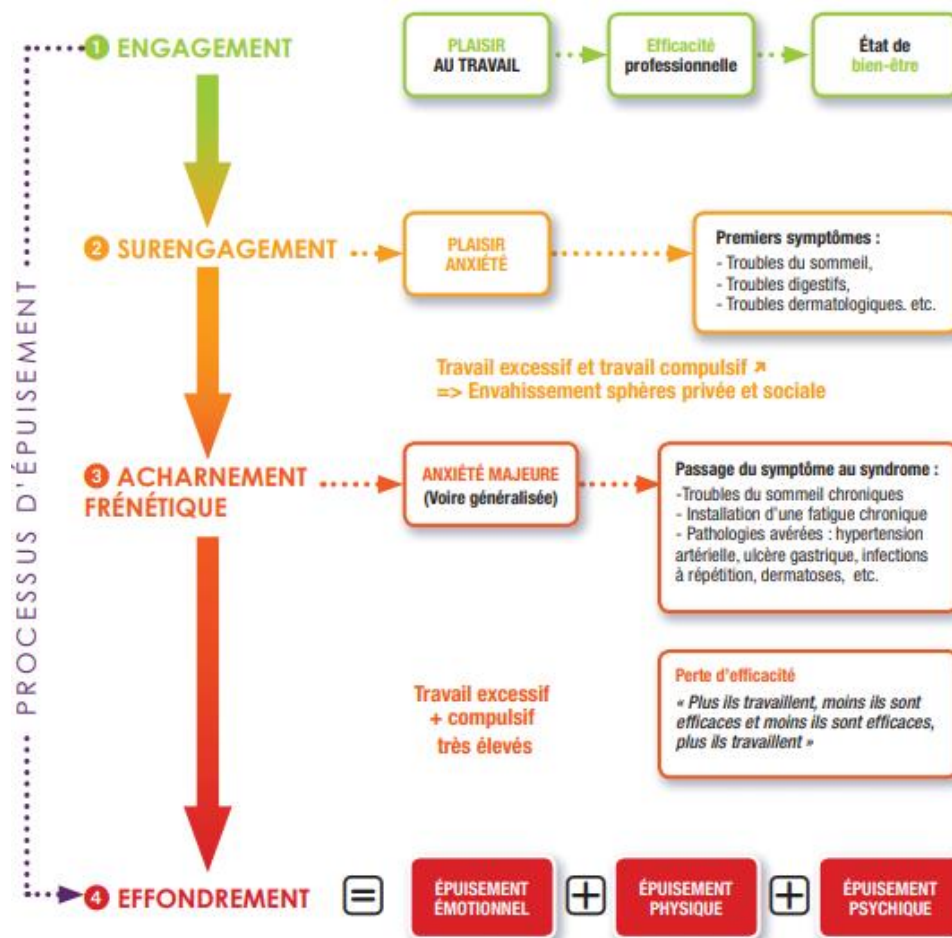 PROCESSUS D'ÉPUISEMENT
1 ENGAGEMENT
PLAISIR
AU TRAVAIL
Efficacité
professionnelle
État de
bien-être
2 SURENGAGEMENT
PLAISIR
ANXIÉTÉ
Premiers symptômes :
- Troubles du sommeil,
- Troubles digestifs,
- Troubles dermatologiques. etc.
Travail excessif et travail compulsif ↗
=> Envahissement sphères privée et sociale
3 ACHARNEMENT
FRÉNÉTIQUE
ANXIÉTÉ MAJEURE
(Voire généralisée)
Passage du symptôme au syndrome :
-Troubles du sommeil chroniques
- Installation d'une fatigue chronique
- Pathologies avérées : hypertension
artérielle, ulcère gastrique, infections
à répétition, dermatoses, etc.
Travail excessif
+ compulsif
très élevés
Perte d'efficacité
« Plus ils travaillent, moins ils sont
efficaces et moins ils sont efficaces,
plus ils travaillent »
4 EFFONDREMENT
=
ÉPUISEMENT
ÉMOTIONNEL
+
ÉPUISEMENT
PHYSIQUE
+
ÉPUISEMENT
PSYCHIQUE